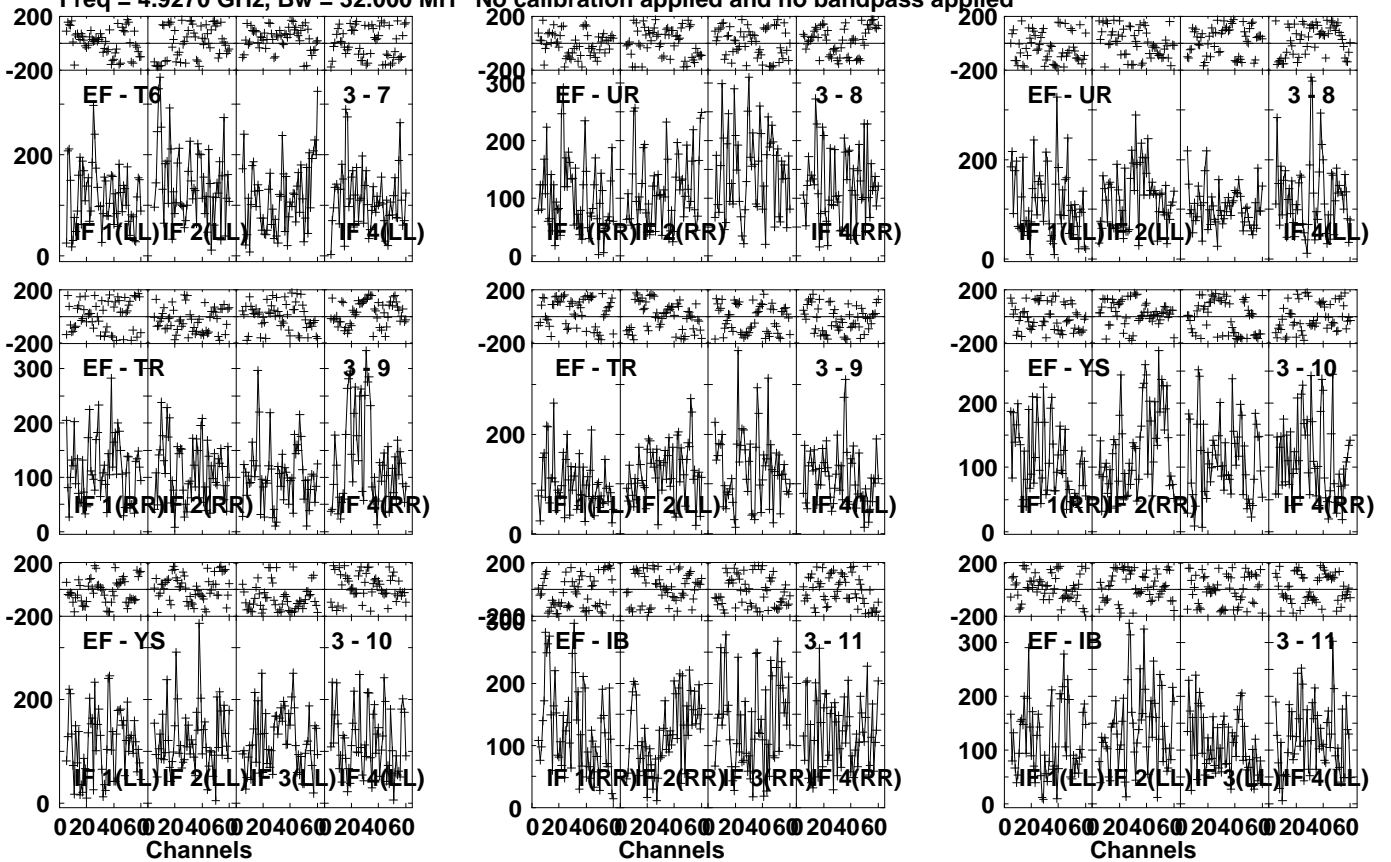 Freq = 4.9270 GHz, Bw = 32.000 MH No calibration applied and no bandpass applied
200 200 200
-200 -200 -200
EF - T6 3 - 7 EF - UR 3 - 8 EF - UR 3 - 8
300
200 200 200
100
IF 1(LL) IF 2(LL) IF 4(LL) IF 1(RR) IF 2(RR) IF 4(RR) IF 1(LL) IF 2(LL) IF 4(LL)
0 0 0
200 200 200
-200 -200 -200
EF - TR 3 - 9 EF - TR 3 - 9 EF - YS 3 - 10
300
200 200 200
100 100
IF 1(RR) IF 2(RR) IF 4(RR) IF 1(LL) IF 2(LL) IF 4(LL) IF 1(RR) IF 2(RR) IF 4(RR)
0 0 0
200 200 200
-200 -200 -200
300
EF - YS 3 - 10 EF - IB 3 - 11 EF - IB 3 - 11
300
200 200 200
100 100
IF 1(LL) IF 2(LL) IF 3(LL) IF 4(LL) IF 1(RR) IF 2(RR) IF 3(RR) IF 4(RR) IF 1(LL) IF 2(LL) IF 3(LL) IF 4(LL)
0 0 0
0 20 40 60 0 20 40 60 0 20 40 60 0 20 40 60 0 20 40 60 0 20 40 60 0 20 40 60 0 20 40 60 0 20 40 60 0 20 40 60 0 20 40 60 0 20 40 60
Channels Channels Channels